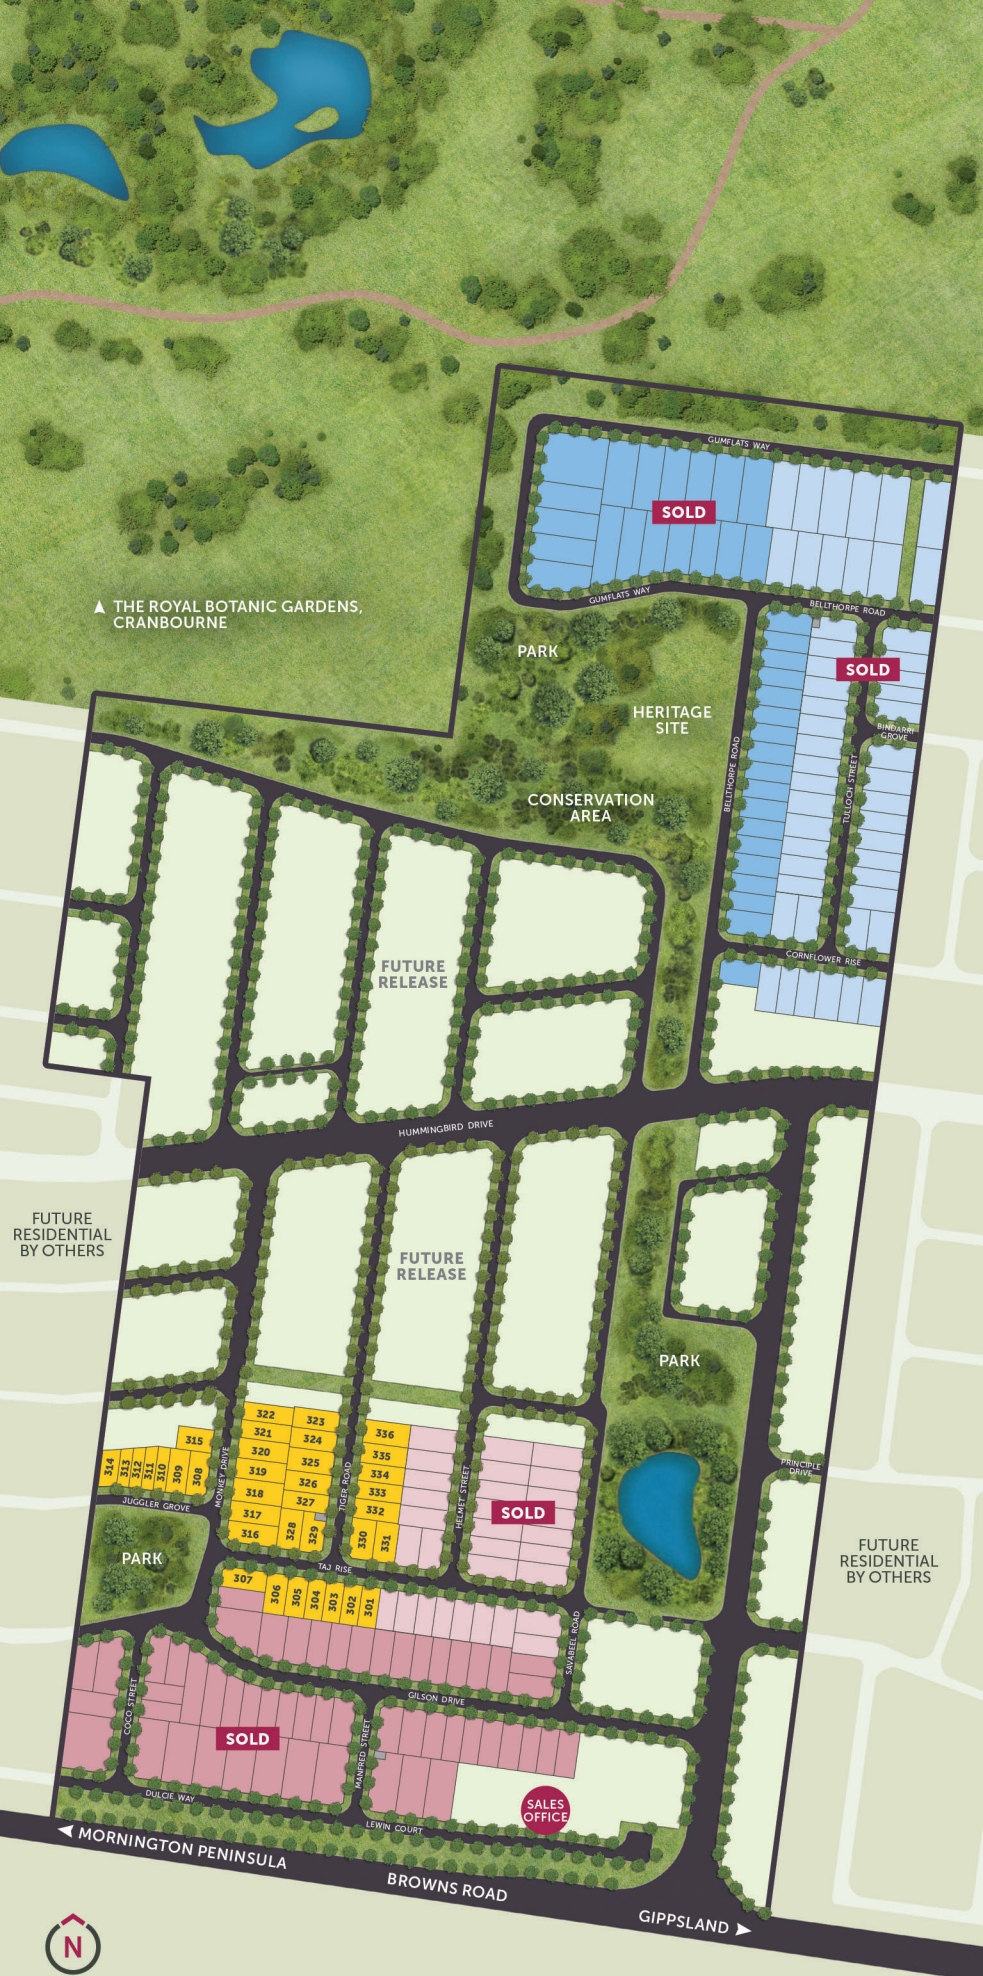 GUMFLATS WAY
SOLD
GUMFLATS WAY
BELLTHORPE ROAD
THE ROYAL BOTANIC GARDENS,
CRANBOURNE
PARK
SOLD
HERITAGE
SITE
BINDARRI
GROVE
BELLTHORPE ROAD
TULLOCH STREET
CONSERVATION
AREA
CORNFLOWER RISE
FUTURE
RELEASE
HUMMINGBIRD DRIVE
FUTURE
RESIDENTIAL
BY OTHERS
FUTURE
RELEASE
PARK
322
323
321
324
336
315
320
325
335
314
313
312
311
310
309
308
319
326
334
318
327
333
317
332
316
328
329
330
331
MONKEY DRIVE
TIGER ROAD
HELMET STREET
PRINCIPLE
DRIVE
JUGGLER GROVE
SOLD
PARK
TAJ RISE
FUTURE
RESIDENTIAL
BY OTHERS
307
306
305
304
303
302
301
SAVABEEL ROAD
GILSON DRIVE
COCO STREET
SOLD
MANFRED STREET
DULCIE WAY
LEWIN COURT
SALES
OFFICE
MORNINGTON PENINSULA
BROWNS ROAD
GIPPSLAND
N